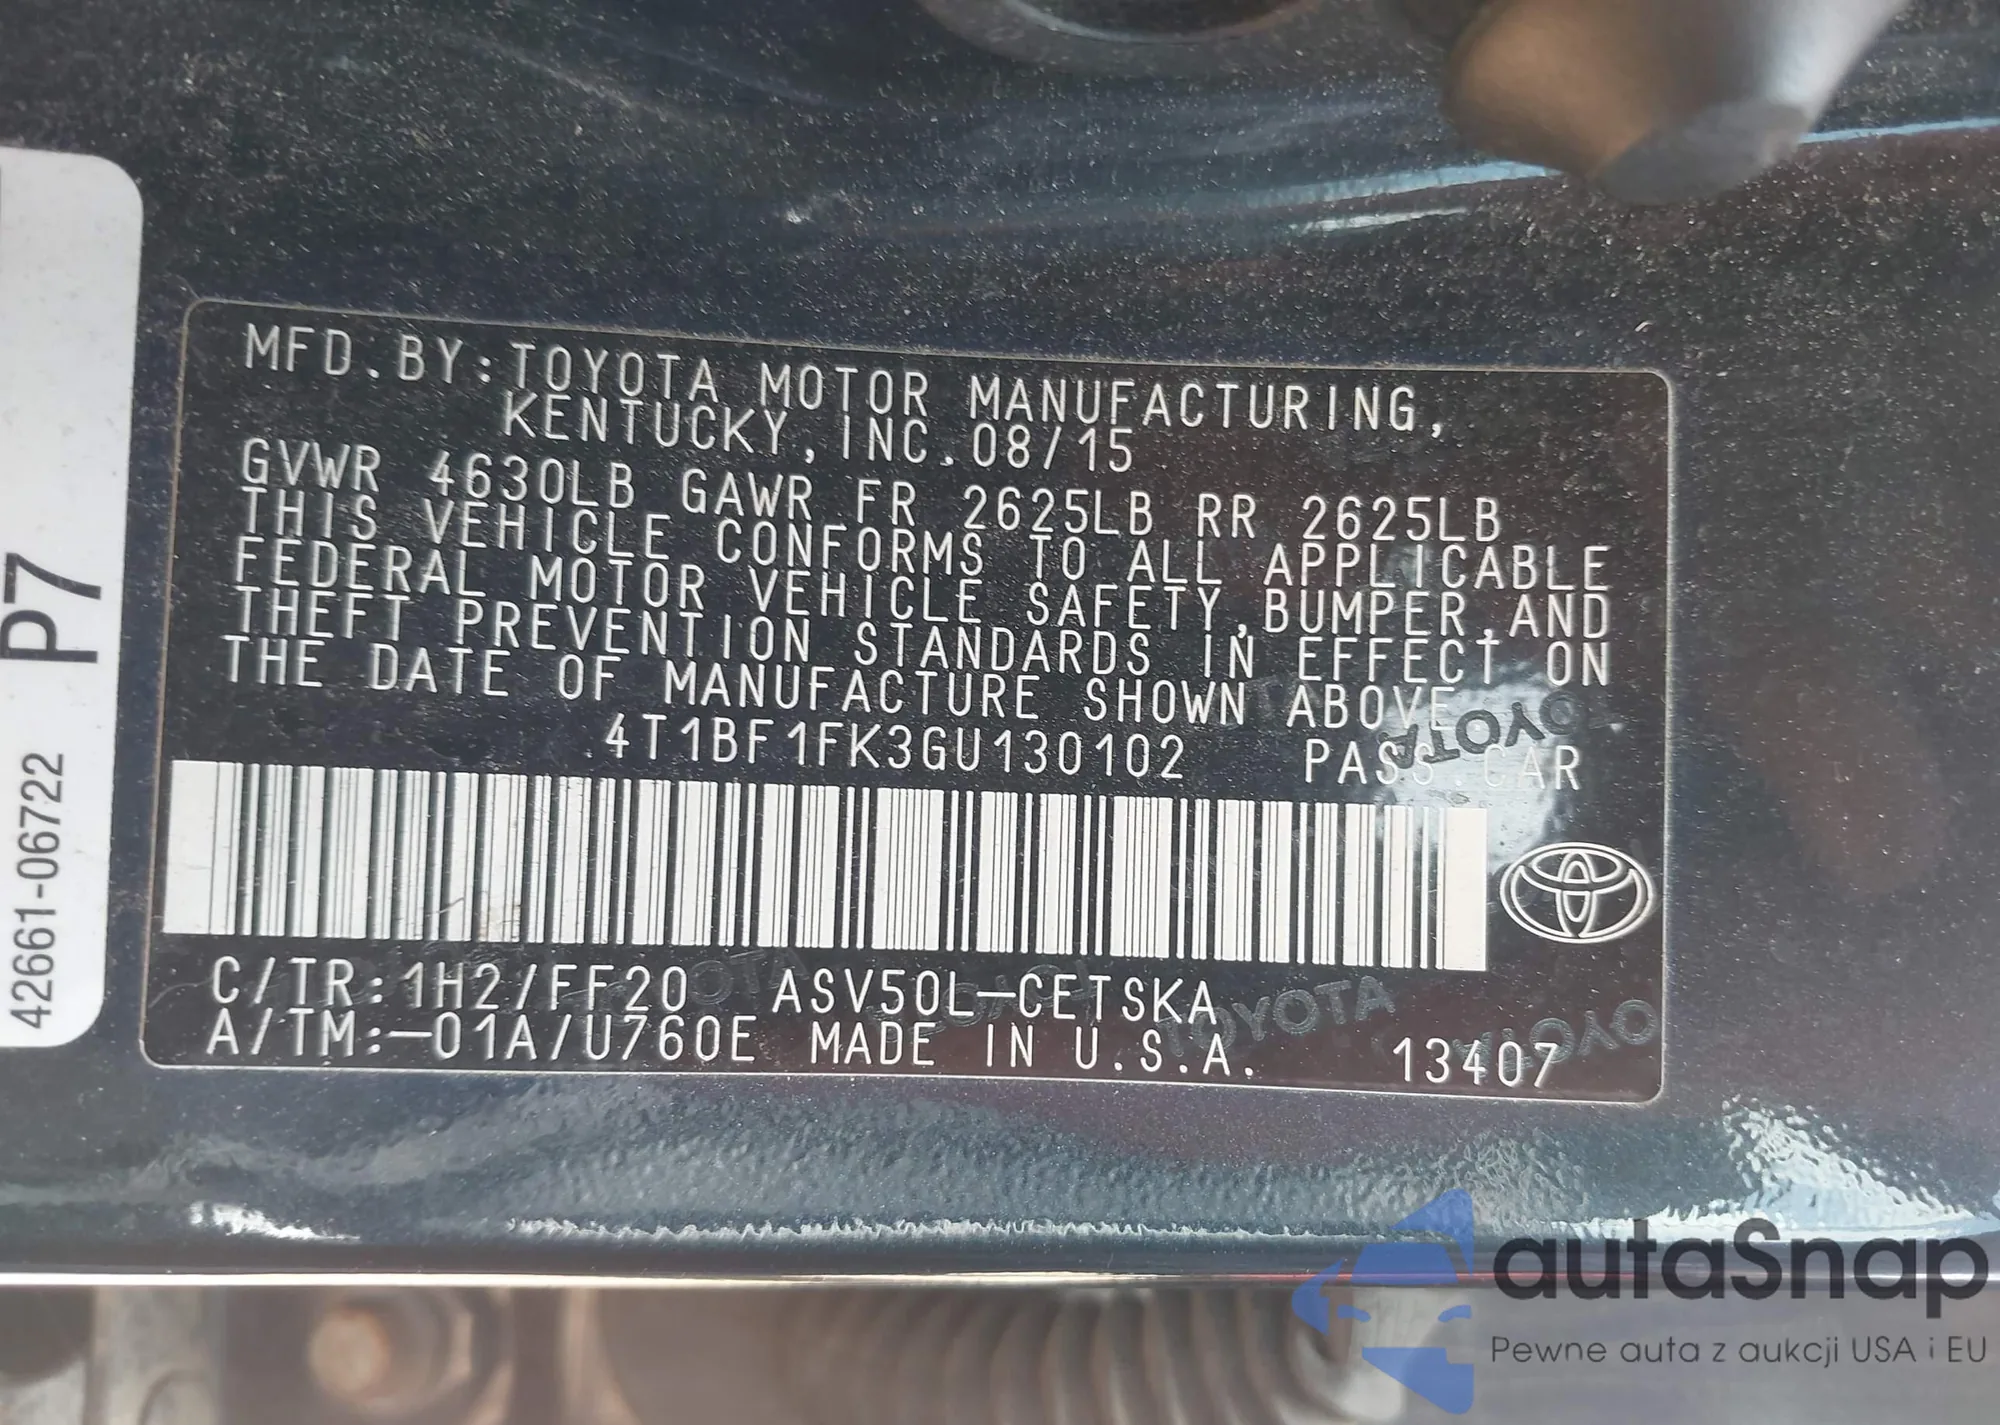 MFD.BY:TOYOTA MOTOR MANUFACTURING,
KENTUCKY,INC.08/15
GVWR 4630LB GAWR FR 2625LB RR 2625LB
THIS VEHICLE CONFORMS TO ALL APPLICABLE
FEDERAL MOTOR VEHICLE SAFETY,BUMPER,AND
THEFT PREVENTION STANDARDS IN EFFECT ON
THE DATE OF MANUFACTURE SHOWN ABOVE
4T1BF1FK3GU130102 PASS.CAR
C/TR:1H2/FF20 ASV50L-CETSKA
A/TM:-01A/U760E MADE IN U.S.A. 13407
TOYOTA
TOYOTA
TOYOTA
P7
42661-06722
autaSnap
Pewne auta z aukcji USA i EU